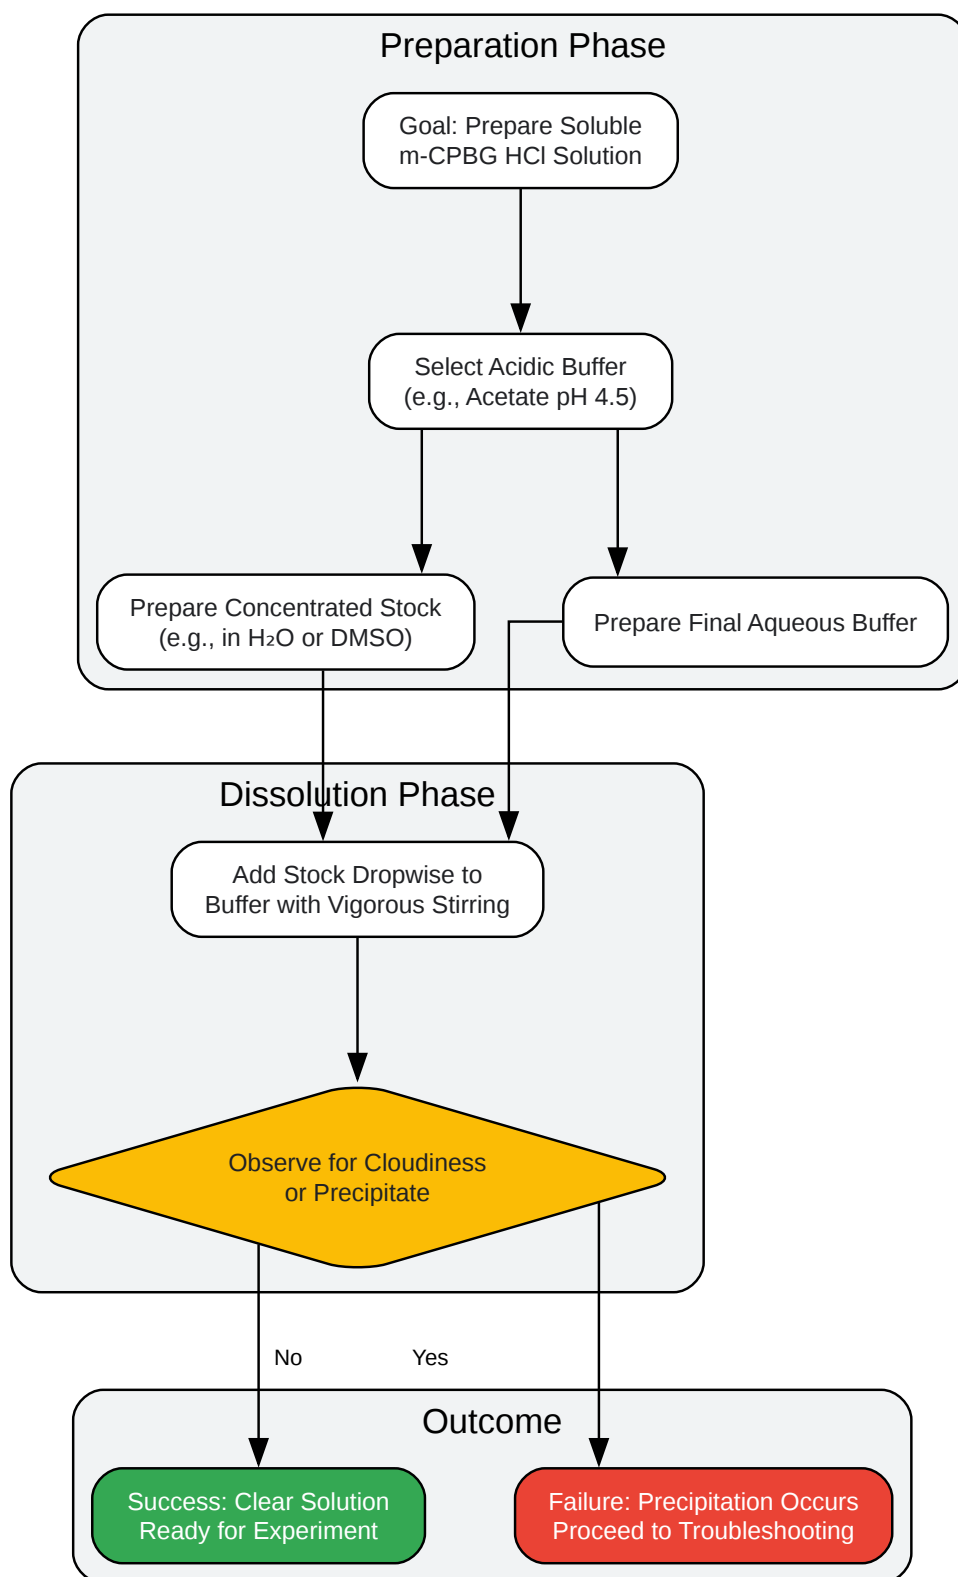 Preparation Phase
Goal: Prepare Soluble
m-CPBG HCl Solution
Select Acidic Buffer
(e.g., Acetate pH 4.5)
Prepare Concentrated Stock
(e.g., in H₂O or DMSO)
Prepare Final Aqueous Buffer
Dissolution Phase
Add Stock Dropwise to
Buffer with Vigorous Stirring
Observe for Cloudiness
or Precipitate
No
Yes
Outcome
Success: Clear Solution
Ready for Experiment
Failure: Precipitation Occurs
Proceed to Troubleshooting